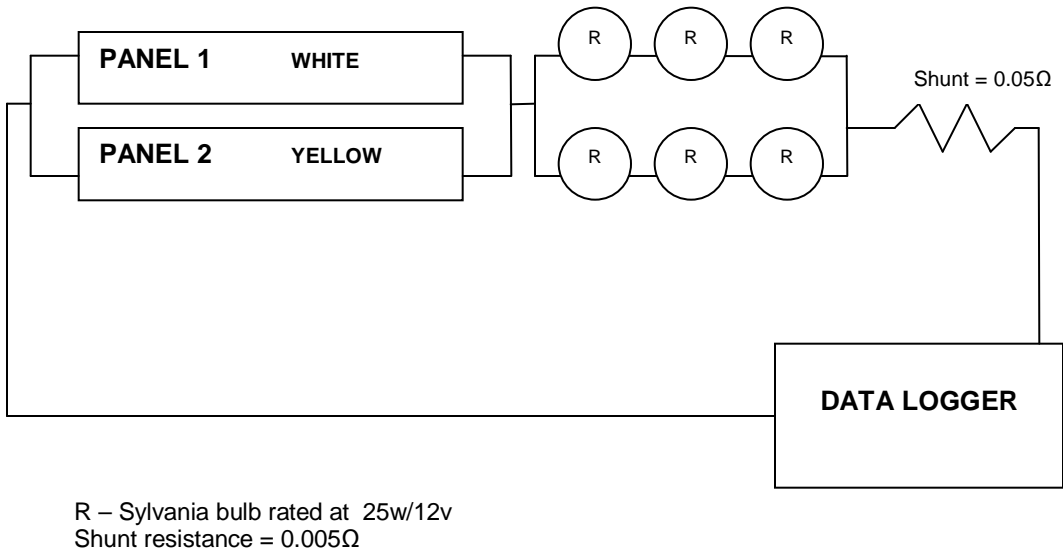 PANEL 1 WHITE
R R R
Shunt = 0.05Ω
PANEL 2 YELLOW
R R R
DATA LOGGER
R – Sylvania bulb rated at 25w/12v
Shunt resistance = 0.005Ω